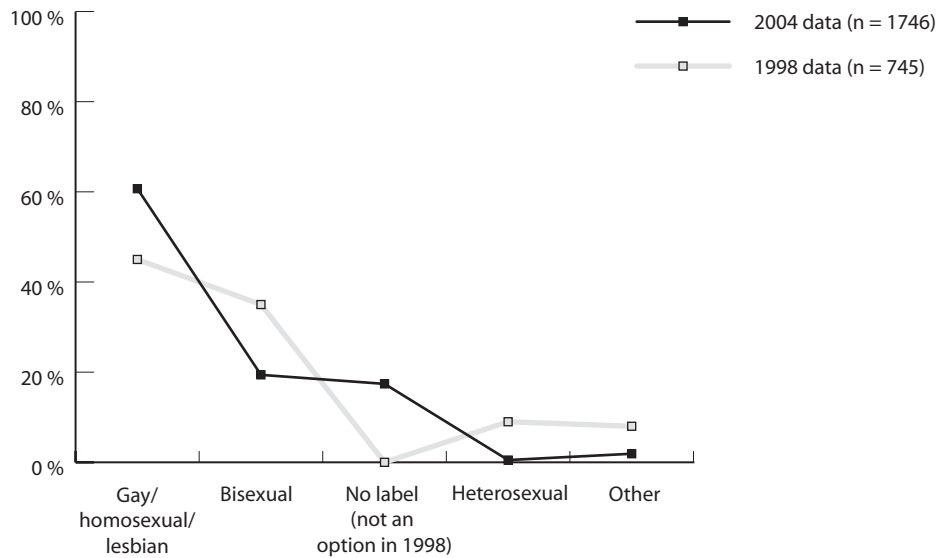 100 %
80 %
60 %
40 %
20 %
0 %
2004 data (n = 1746)
1998 data (n = 745)
Gay/
homosexual/
lesbian
Bisexual
No label
(not an
option in 1998)
Heterosexual
Other